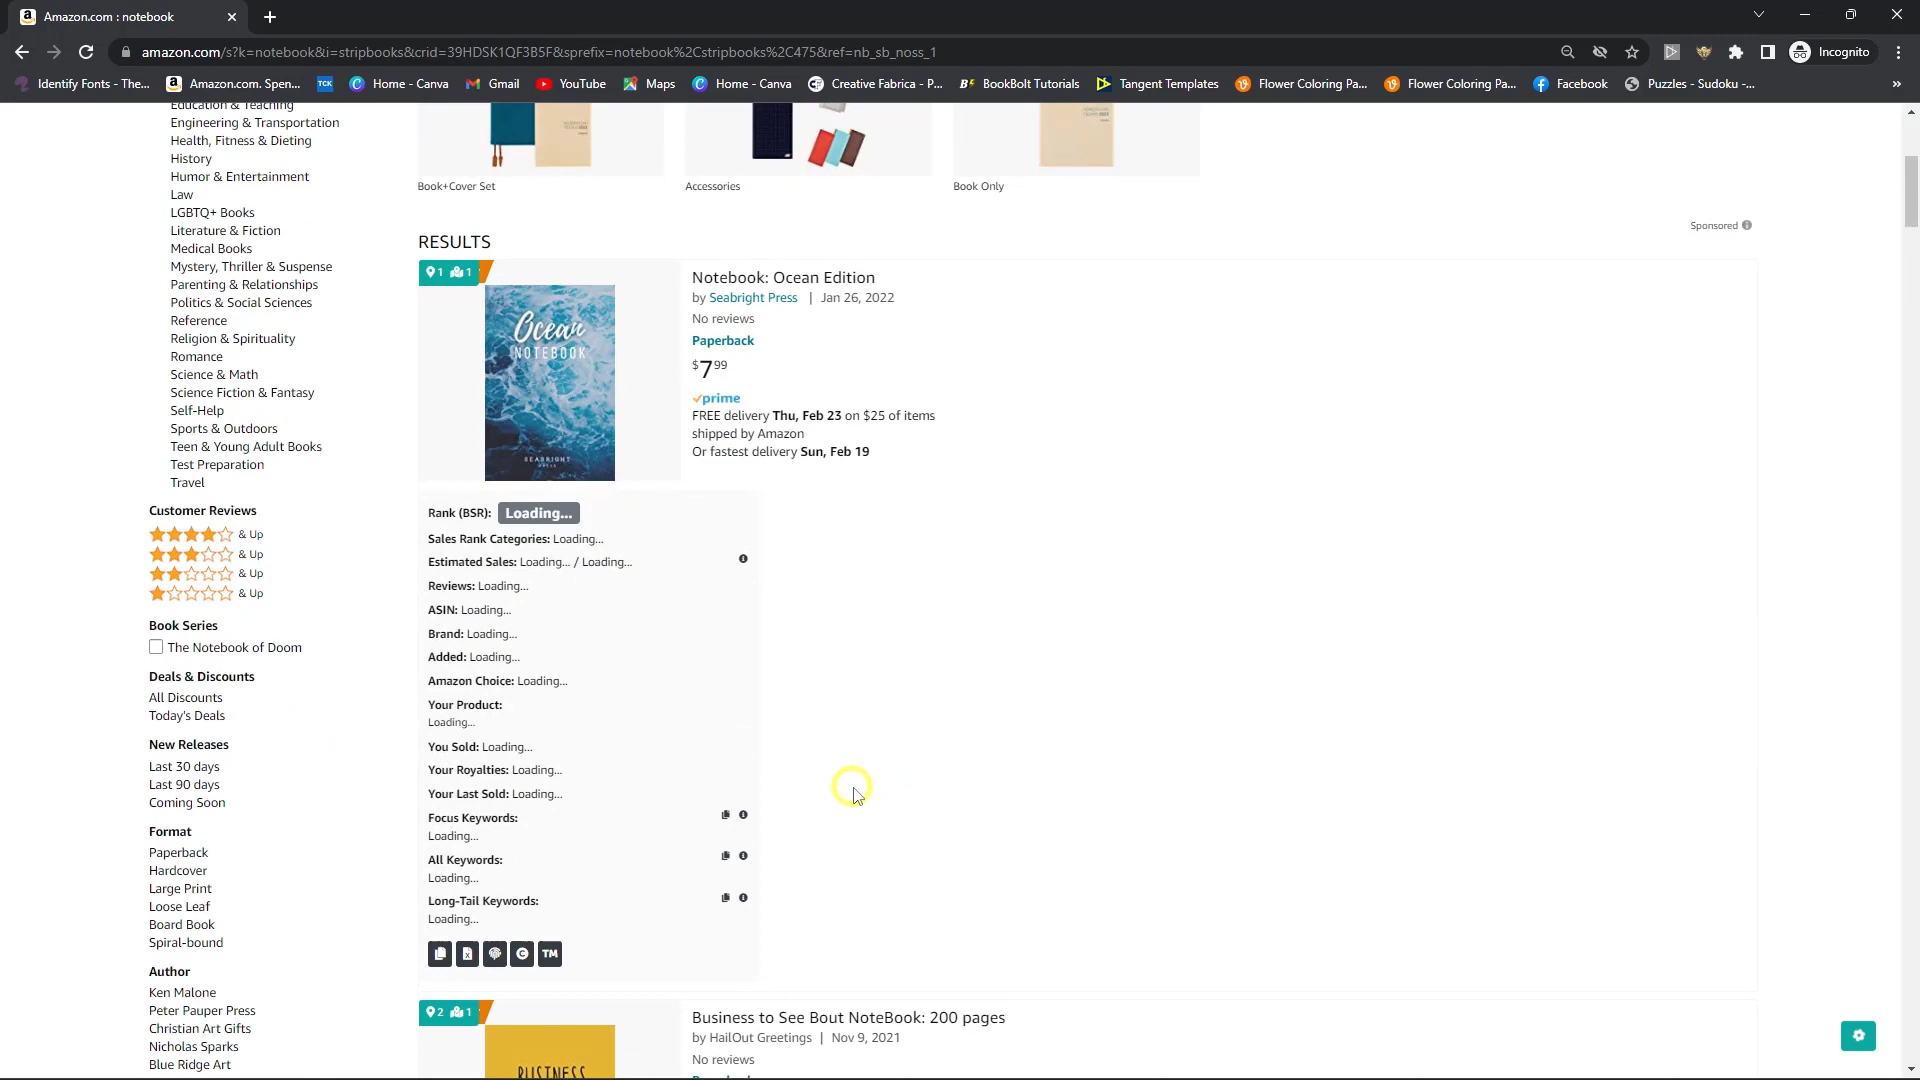 Amazon.com : notebook
amazon.com/s?k=notebook&i=stripbooks&crid=39HDSK1QF3B5F&sprefix=notebook%2Cstripbooks%2C475&ref=nb_sb_noss_1
Incognito
Identify Fonts - The...
Amazon.com. Spen...
TCK
Home - Canva
Gmail
YouTube
Maps
Home - Canva
Creative Fabrica - P...
BookBolt Tutorials
Tangent Templates
Flower Coloring Pa...
Flower Coloring Pa...
Facebook
Puzzles - Sudoku -...
Education & Teaching
Engineering & Transportation
Health, Fitness & Dieting
History
Humor & Entertainment
Law
LGBTQ+ Books
Literature & Fiction
Medical Books
Mystery, Thriller & Suspense
Parenting & Relationships
Politics & Social Sciences
Reference
Religion & Spirituality
Romance
Science & Math
Science Fiction & Fantasy
Self-Help
Sports & Outdoors
Teen & Young Adult Books
Test Preparation
Travel
Customer Reviews
& Up
& Up
& Up
& Up
Book Series
The Notebook of Doom
Deals & Discounts
All Discounts
Today's Deals
New Releases
Last 30 days
Last 90 days
Coming Soon
Format
Paperback
Hardcover
Large Print
Loose Leaf
Board Book
Spiral-bound
Author
Ken Malone
Peter Pauper Press
Christian Art Gifts
Nicholas Sparks
Blue Ridge Art
Book+Cover Set
Accessories
Book Only
Sponsored
RESULTS
1 1
Ocean
NOTEBOOK
SEABRIGHT
PRESS
Notebook: Ocean Edition
by Seabright Press | Jan 26, 2022
No reviews
Paperback
$7.99
prime
FREE delivery Thu, Feb 23 on $25 of items
shipped by Amazon
Or fastest delivery Sun, Feb 19
Rank (BSR): Loading...
Sales Rank Categories: Loading...
Estimated Sales: Loading... / Loading...
Reviews: Loading...
ASIN: Loading...
Brand: Loading...
Added: Loading...
Amazon Choice: Loading...
Your Product:
Loading...
You Sold: Loading...
Your Royalties: Loading...
Your Last Sold: Loading...
Focus Keywords:
Loading...
All Keywords:
Loading...
Long-Tail Keywords:
Loading...
TM
2 1
BUSINESS
Business to See Bout NoteBook: 200 pages
by HailOut Greetings | Nov 9, 2021
No reviews